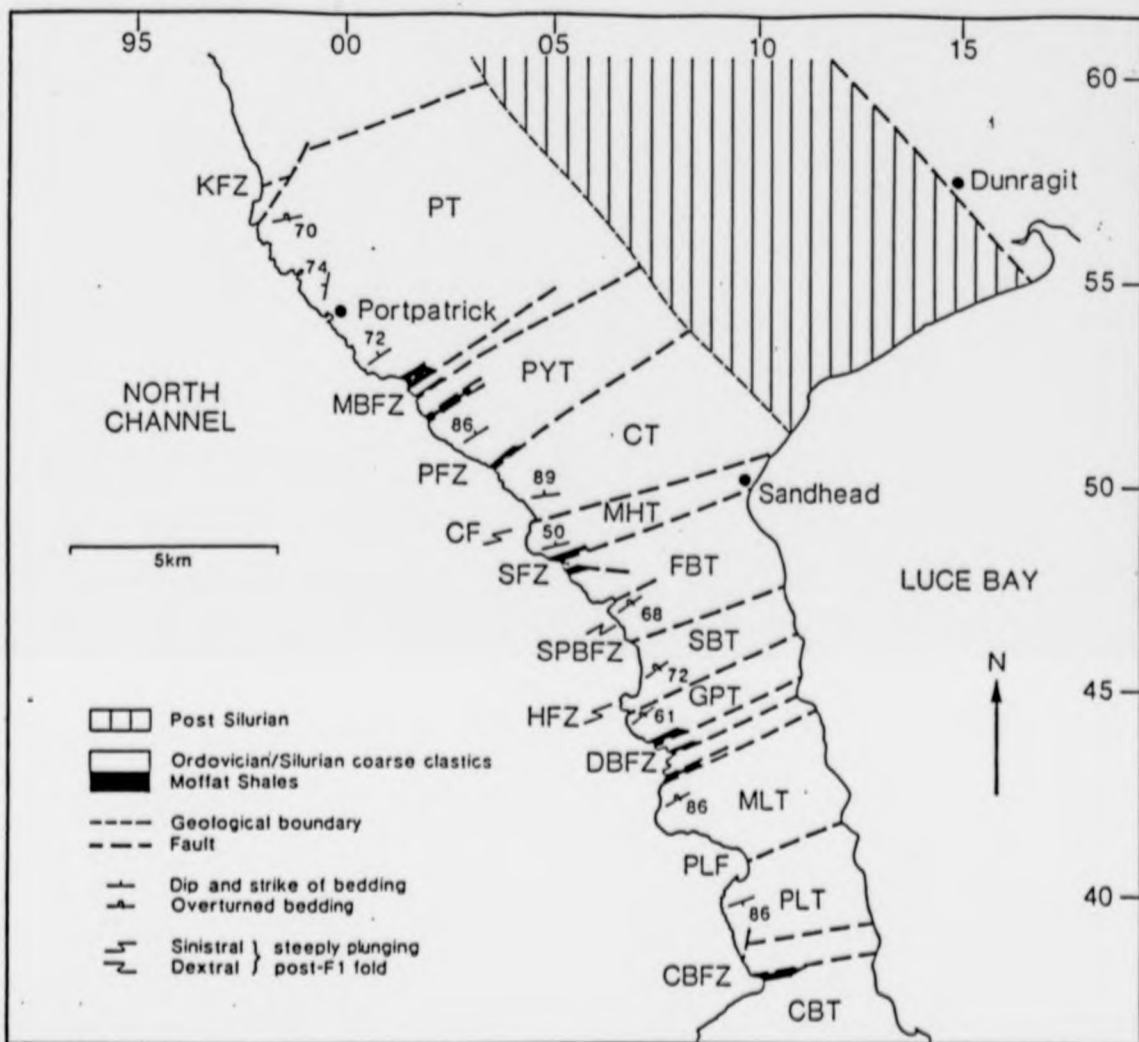 95 00 05 10 15
60
Dunragit
KFZ
PT
70
74
55
Portpatrick
72
NORTH
CHANNEL
PYT
MBFZ
86
CT
PFZ
89
50
Sandhead
MHT
CF
50
5km
SFZ
FBT
LUCE BAY
68
SBT
SPBFZ
72
N
GPT
45
HFZ
61
DBFZ
MLT
86
PLF
PLT
40
86
CBFZ
CBT
Post Silurian
Ordovician/Silurian coarse clastics
Moffat Shales
Geological boundary
Fault
Dip and strike of bedding
Overturned bedding
Sinistral } steeply plunging
Dextral } post-F1 fold